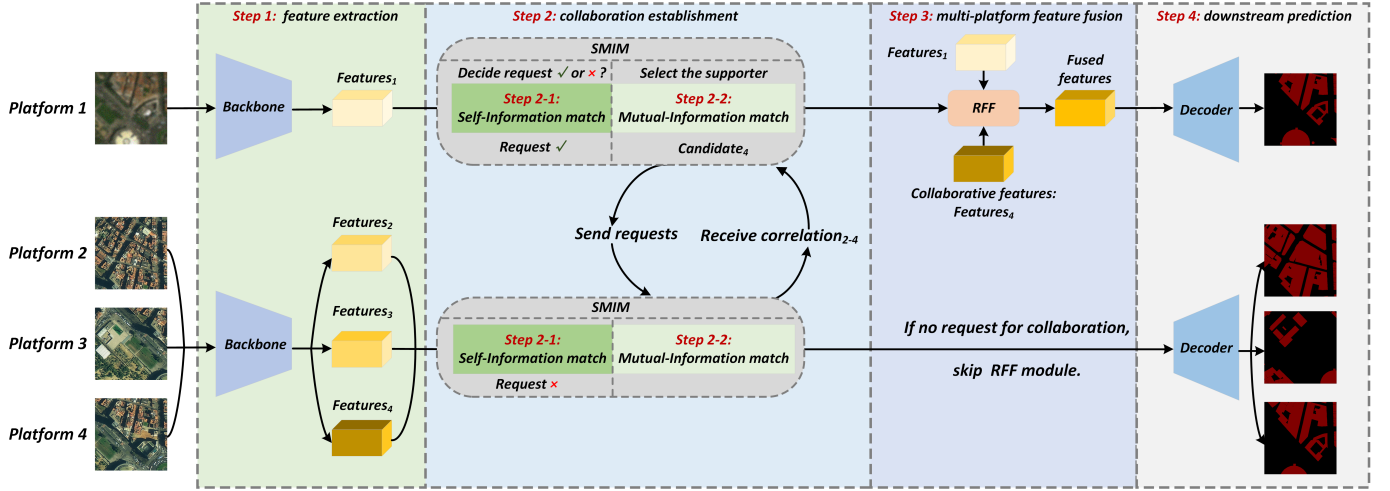 Step 1: feature extraction
Step 2: collaboration establishment
Step 3: multi-platform feature fusion
Step 4: downstream prediction
Platform 1
Backbone
Features1
SMIM
Decide request ✓ or × ?
Select the supporter
Step 2-1:
Self-Information match
Step 2-2:
Mutual-Information match
Request ✓
Candidate4
Features1
RFF
Fused
features
Collaborative features:
Features4
Decoder
Send requests
Receive correlation2-4
Platform 2
Platform 3
Platform 4
Backbone
Features2
Features3
Features4
SMIM
Step 2-1:
Self-Information match
Step 2-2:
Mutual-Information match
Request ×
If no request for collaboration,
skip RFF module.
Decoder